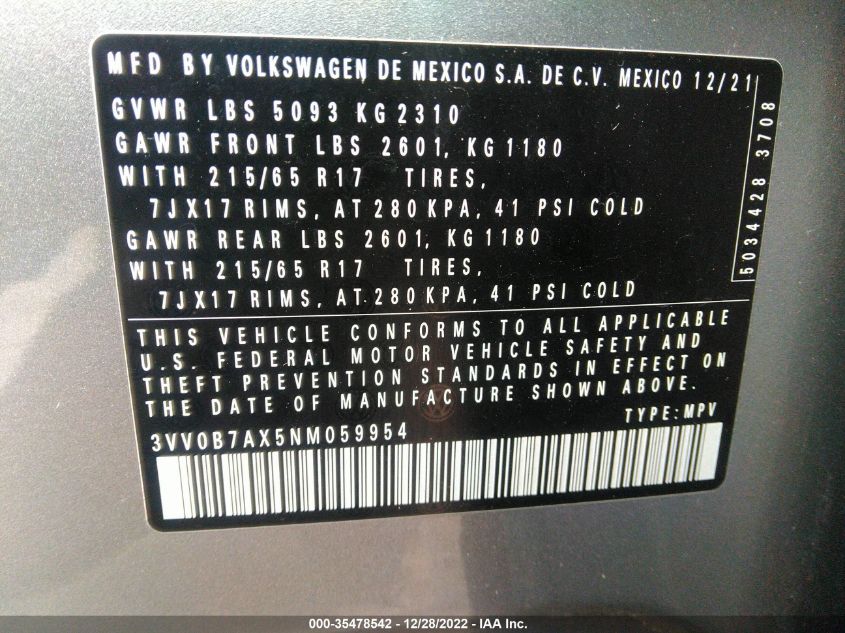 MFD BY VOLKSWAGEN DE MEXICO S.A. DE C.V. MEXICO 12/21
GVWR LBS 5093 KG 2310
GAWR FRONT LBS 2601, KG 1180
WITH 215/65 R17 TIRES,
7JX17 RIMS, AT 280 KPA, 41 PSI COLD
GAWR REAR LBS 2601, KG 1180
WITH 215/65 R17 TIRES,
7JX17 RIMS, AT 280 KPA, 41 PSI COLD
5034428 3708
THIS VEHICLE CONFORMS TO ALL APPLICABLE
U.S. FEDERAL MOTOR VEHICLE SAFETY AND
THEFT PREVENTION STANDARDS IN EFFECT ON
THE DATE OF MANUFACTURE SHOWN ABOVE.
TYPE: MPV
3VV0B7AX5NM059954
000-35478542 - 12/28/2022 - IAA Inc.